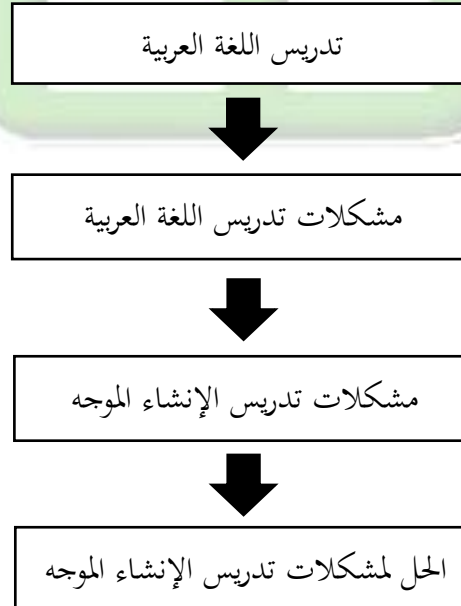 تدريس اللغة العربية
مشكلات تدريس اللغة العربية
مشكلات تدريس الإنشاء الموجه
الحل لمشكلات تدريس الإنشاء الموجه